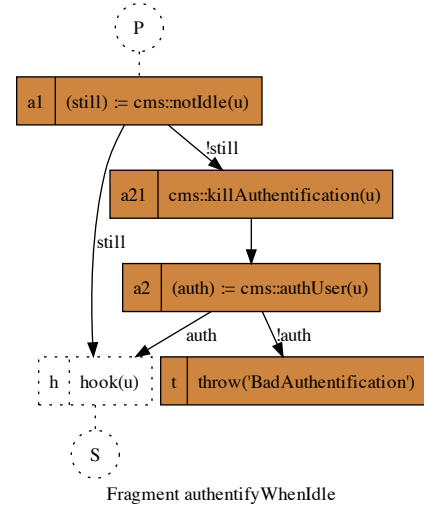 P
a1 (still) := cms::notIdle(u)
!still
a21 cms::killAuthentification(u)
still
a2 (auth) := cms::authUser(u)
auth !auth
h hook(u) t throw('BadAuthentification')
S
Fragment authentifyWhenIdle